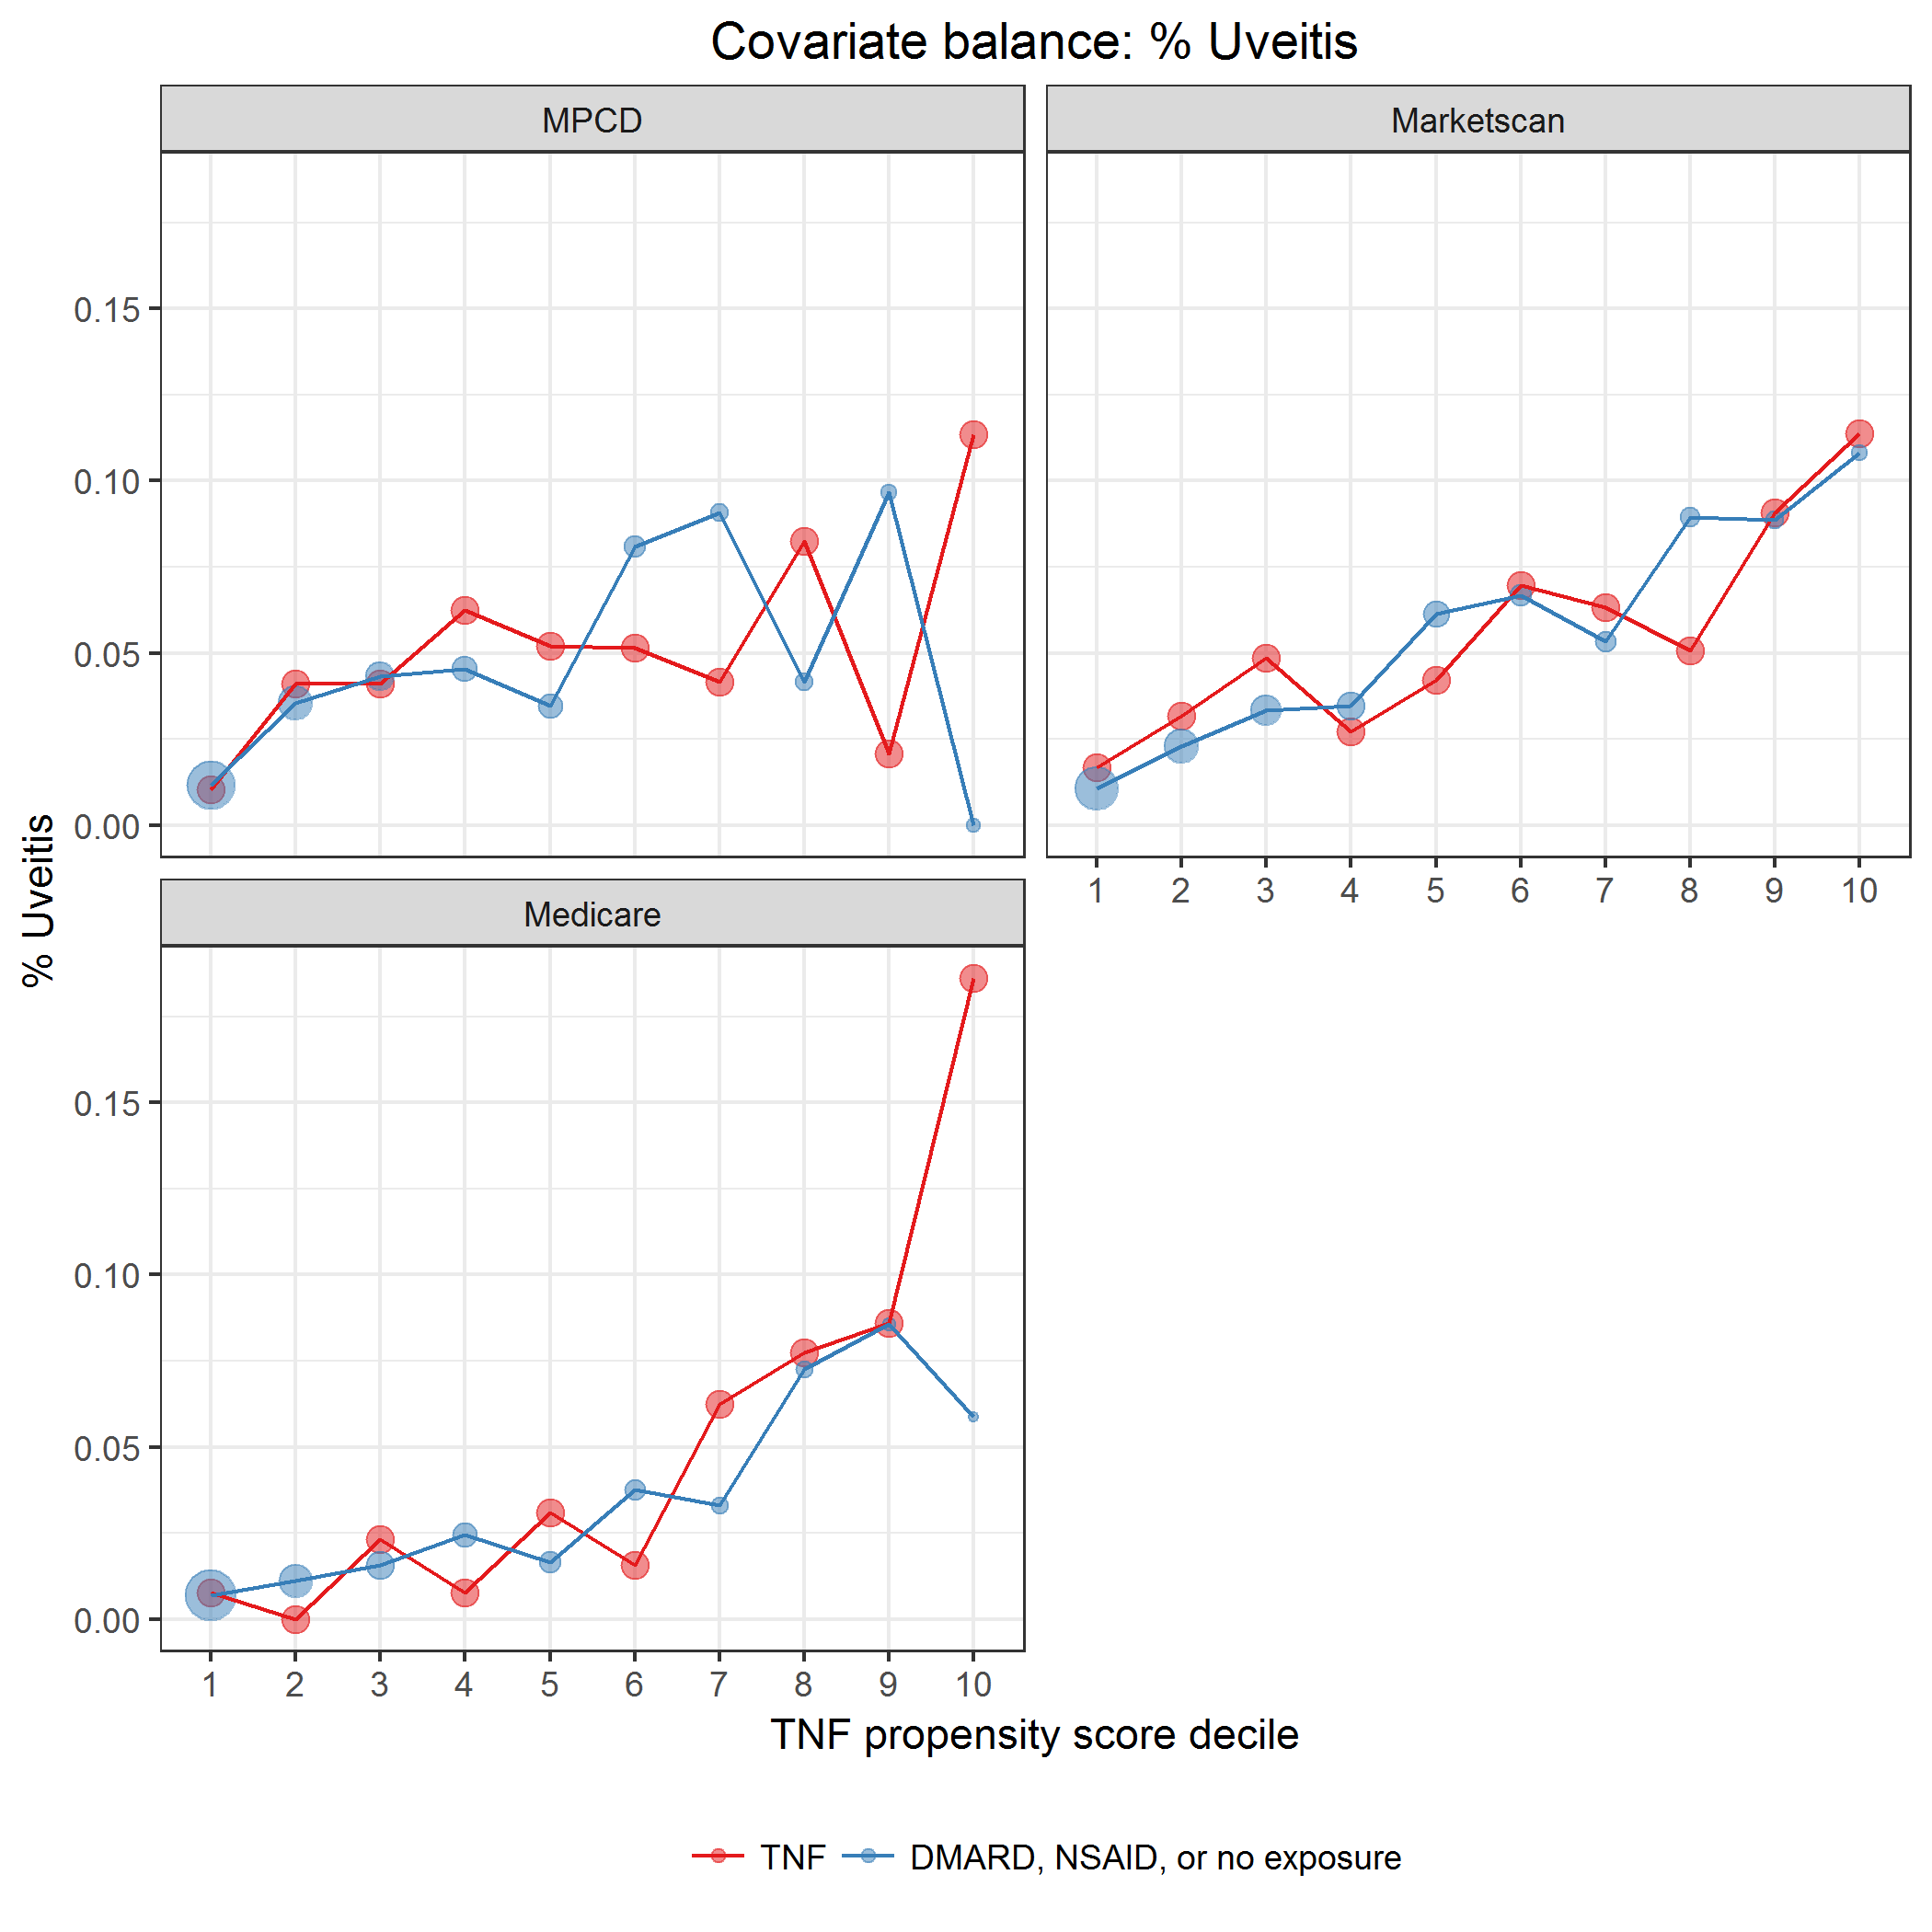 Covariate balance: % Uveitis
MPCD
Marketscan
0.15
0.10
0.05
0.00
1 2 3 4 5 6 7 8 9 10
% Uveitis
Medicare
0.15
0.10
0.05
0.00
1 2 3 4 5 6 7 8 9 10
TNF propensity score decile
TNF DMARD, NSAID, or no exposure